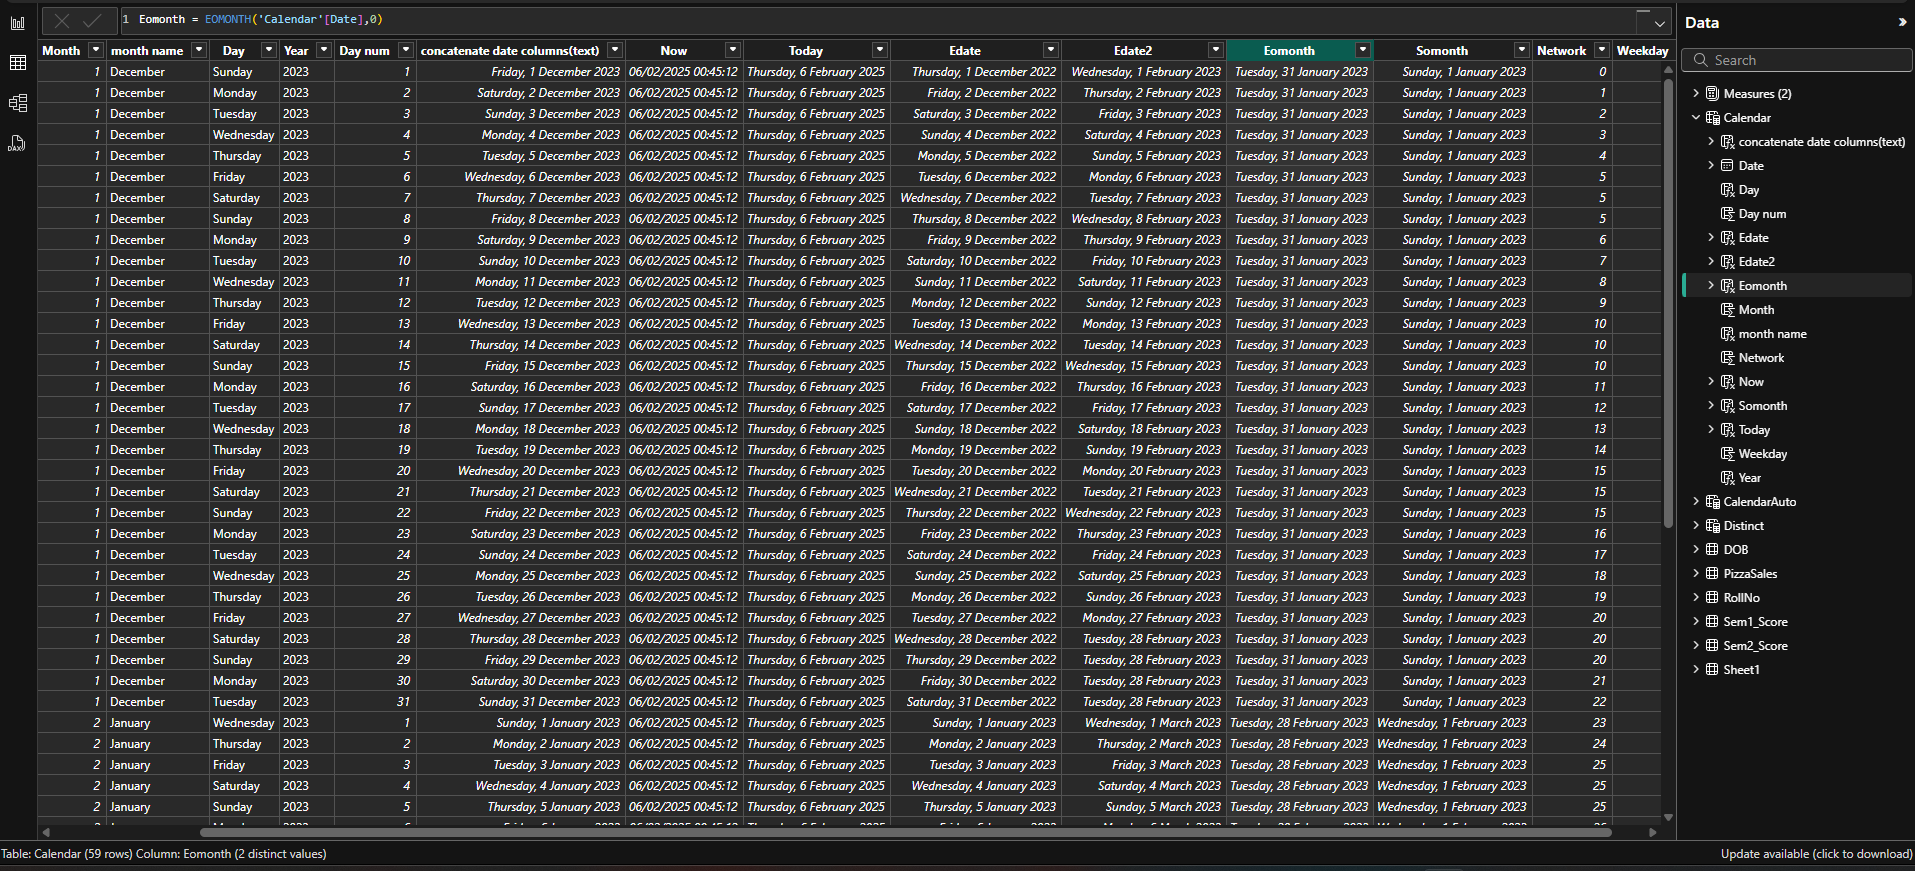 1 Eomonth = EOMONTH('Calendar'[Date],0)
Month month name Day Year Day num concatenate date columns(text) Now Today Edate Edate2 Eomonth Somonth Network Weekday
1 December Sunday 2023 1 Friday, 1 December 2023 06/02/2025 00:45:12 Thursday, 6 February 2025 Thursday, 1 December 2022 Wednesday, 1 February 2023 Tuesday, 31 January 2023 Sunday, 1 January 2023 0
1 December Monday 2023 2 Saturday, 2 December 2023 06/02/2025 00:45:12 Thursday, 6 February 2025 Friday, 2 December 2022 Thursday, 2 February 2023 Tuesday, 31 January 2023 Sunday, 1 January 2023 1
1 December Tuesday 2023 3 Sunday, 3 December 2023 06/02/2025 00:45:12 Thursday, 6 February 2025 Saturday, 3 December 2022 Friday, 3 February 2023 Tuesday, 31 January 2023 Sunday, 1 January 2023 2
1 December Wednesday 2023 4 Monday, 4 December 2023 06/02/2025 00:45:12 Thursday, 6 February 2025 Sunday, 4 December 2022 Saturday, 4 February 2023 Tuesday, 31 January 2023 Sunday, 1 January 2023 3
1 December Thursday 2023 5 Tuesday, 5 December 2023 06/02/2025 00:45:12 Thursday, 6 February 2025 Monday, 5 December 2022 Sunday, 5 February 2023 Tuesday, 31 January 2023 Sunday, 1 January 2023 4
1 December Friday 2023 6 Wednesday, 6 December 2023 06/02/2025 00:45:12 Thursday, 6 February 2025 Tuesday, 6 December 2022 Monday, 6 February 2023 Tuesday, 31 January 2023 Sunday, 1 January 2023 5
1 December Saturday 2023 7 Thursday, 7 December 2023 06/02/2025 00:45:12 Thursday, 6 February 2025 Wednesday, 7 December 2022 Tuesday, 7 February 2023 Tuesday, 31 January 2023 Sunday, 1 January 2023 5
1 December Sunday 2023 8 Friday, 8 December 2023 06/02/2025 00:45:12 Thursday, 6 February 2025 Thursday, 8 December 2022 Wednesday, 8 February 2023 Tuesday, 31 January 2023 Sunday, 1 January 2023 5
1 December Monday 2023 9 Saturday, 9 December 2023 06/02/2025 00:45:12 Thursday, 6 February 2025 Friday, 9 December 2022 Thursday, 9 February 2023 Tuesday, 31 January 2023 Sunday, 1 January 2023 6
1 December Tuesday 2023 10 Sunday, 10 December 2023 06/02/2025 00:45:12 Thursday, 6 February 2025 Saturday, 10 December 2022 Friday, 10 February 2023 Tuesday, 31 January 2023 Sunday, 1 January 2023 7
1 December Wednesday 2023 11 Monday, 11 December 2023 06/02/2025 00:45:12 Thursday, 6 February 2025 Sunday, 11 December 2022 Saturday, 11 February 2023 Tuesday, 31 January 2023 Sunday, 1 January 2023 8
1 December Thursday 2023 12 Tuesday, 12 December 2023 06/02/2025 00:45:12 Thursday, 6 February 2025 Monday, 12 December 2022 Sunday, 12 February 2023 Tuesday, 31 January 2023 Sunday, 1 January 2023 9
1 December Friday 2023 13 Wednesday, 13 December 2023 06/02/2025 00:45:12 Thursday, 6 February 2025 Tuesday, 13 December 2022 Monday, 13 February 2023 Tuesday, 31 January 2023 Sunday, 1 January 2023 10
1 December Saturday 2023 14 Thursday, 14 December 2023 06/02/2025 00:45:12 Thursday, 6 February 2025 Wednesday, 14 December 2022 Tuesday, 14 February 2023 Tuesday, 31 January 2023 Sunday, 1 January 2023 10
1 December Sunday 2023 15 Friday, 15 December 2023 06/02/2025 00:45:12 Thursday, 6 February 2025 Thursday, 15 December 2022 Wednesday, 15 February 2023 Tuesday, 31 January 2023 Sunday, 1 January 2023 10
1 December Monday 2023 16 Saturday, 16 December 2023 06/02/2025 00:45:12 Thursday, 6 February 2025 Friday, 16 December 2022 Thursday, 16 February 2023 Tuesday, 31 January 2023 Sunday, 1 January 2023 11
1 December Tuesday 2023 17 Sunday, 17 December 2023 06/02/2025 00:45:12 Thursday, 6 February 2025 Saturday, 17 December 2022 Friday, 17 February 2023 Tuesday, 31 January 2023 Sunday, 1 January 2023 12
1 December Wednesday 2023 18 Monday, 18 December 2023 06/02/2025 00:45:12 Thursday, 6 February 2025 Sunday, 18 December 2022 Saturday, 18 February 2023 Tuesday, 31 January 2023 Sunday, 1 January 2023 13
1 December Thursday 2023 19 Tuesday, 19 December 2023 06/02/2025 00:45:12 Thursday, 6 February 2025 Monday, 19 December 2022 Sunday, 19 February 2023 Tuesday, 31 January 2023 Sunday, 1 January 2023 14
1 December Friday 2023 20 Wednesday, 20 December 2023 06/02/2025 00:45:12 Thursday, 6 February 2025 Tuesday, 20 December 2022 Monday, 20 February 2023 Tuesday, 31 January 2023 Sunday, 1 January 2023 15
1 December Saturday 2023 21 Thursday, 21 December 2023 06/02/2025 00:45:12 Thursday, 6 February 2025 Wednesday, 21 December 2022 Tuesday, 21 February 2023 Tuesday, 31 January 2023 Sunday, 1 January 2023 15
1 December Sunday 2023 22 Friday, 22 December 2023 06/02/2025 00:45:12 Thursday, 6 February 2025 Thursday, 22 December 2022 Wednesday, 22 February 2023 Tuesday, 31 January 2023 Sunday, 1 January 2023 15
1 December Monday 2023 23 Saturday, 23 December 2023 06/02/2025 00:45:12 Thursday, 6 February 2025 Friday, 23 December 2022 Thursday, 23 February 2023 Tuesday, 31 January 2023 Sunday, 1 January 2023 16
1 December Tuesday 2023 24 Sunday, 24 December 2023 06/02/2025 00:45:12 Thursday, 6 February 2025 Saturday, 24 December 2022 Friday, 24 February 2023 Tuesday, 31 January 2023 Sunday, 1 January 2023 17
1 December Wednesday 2023 25 Monday, 25 December 2023 06/02/2025 00:45:12 Thursday, 6 February 2025 Sunday, 25 December 2022 Saturday, 25 February 2023 Tuesday, 31 January 2023 Sunday, 1 January 2023 18
1 December Thursday 2023 26 Tuesday, 26 December 2023 06/02/2025 00:45:12 Thursday, 6 February 2025 Monday, 26 December 2022 Sunday, 26 February 2023 Tuesday, 31 January 2023 Sunday, 1 January 2023 19
1 December Friday 2023 27 Wednesday, 27 December 2023 06/02/2025 00:45:12 Thursday, 6 February 2025 Tuesday, 27 December 2022 Monday, 27 February 2023 Tuesday, 31 January 2023 Sunday, 1 January 2023 20
1 December Saturday 2023 28 Thursday, 28 December 2023 06/02/2025 00:45:12 Thursday, 6 February 2025 Wednesday, 28 December 2022 Tuesday, 28 February 2023 Tuesday, 31 January 2023 Sunday, 1 January 2023 20
1 December Sunday 2023 29 Friday, 29 December 2023 06/02/2025 00:45:12 Thursday, 6 February 2025 Thursday, 29 December 2022 Tuesday, 28 February 2023 Tuesday, 31 January 2023 Sunday, 1 January 2023 20
1 December Monday 2023 30 Saturday, 30 December 2023 06/02/2025 00:45:12 Thursday, 6 February 2025 Friday, 30 December 2022 Tuesday, 28 February 2023 Tuesday, 31 January 2023 Sunday, 1 January 2023 21
1 December Tuesday 2023 31 Sunday, 31 December 2023 06/02/2025 00:45:12 Thursday, 6 February 2025 Saturday, 31 December 2022 Tuesday, 28 February 2023 Tuesday, 31 January 2023 Sunday, 1 January 2023 22
2 January Wednesday 2023 1 Sunday, 1 January 2023 06/02/2025 00:45:12 Thursday, 6 February 2025 Sunday, 1 January 2023 Wednesday, 1 March 2023 Tuesday, 28 February 2023 Wednesday, 1 February 2023 23
2 January Thursday 2023 2 Monday, 2 January 2023 06/02/2025 00:45:12 Thursday, 6 February 2025 Monday, 2 January 2023 Thursday, 2 March 2023 Tuesday, 28 February 2023 Wednesday, 1 February 2023 24
2 January Friday 2023 3 Tuesday, 3 January 2023 06/02/2025 00:45:12 Thursday, 6 February 2025 Tuesday, 3 January 2023 Friday, 3 March 2023 Tuesday, 28 February 2023 Wednesday, 1 February 2023 25
2 January Saturday 2023 4 Wednesday, 4 January 2023 06/02/2025 00:45:12 Thursday, 6 February 2025 Wednesday, 4 January 2023 Saturday, 4 March 2023 Tuesday, 28 February 2023 Wednesday, 1 February 2023 25
2 January Sunday 2023 5 Thursday, 5 January 2023 06/02/2025 00:45:12 Thursday, 6 February 2025 Thursday, 5 January 2023 Sunday, 5 March 2023 Tuesday, 28 February 2023 Wednesday, 1 February 2023 25
Table: Calendar (59 rows) Column: Eomonth (2 distinct values)
Data
Search
Measures (2)
Calendar
concatenate date columns(text)
Date
Day
Day num
Edate
Edate2
Eomonth
Month
month name
Network
Now
Somonth
Today
Weekday
Year
CalendarAuto
Distinct
DOB
PizzaSales
RollNo
Sem1_Score
Sem2_Score
Sheet1
Update available (click to download)